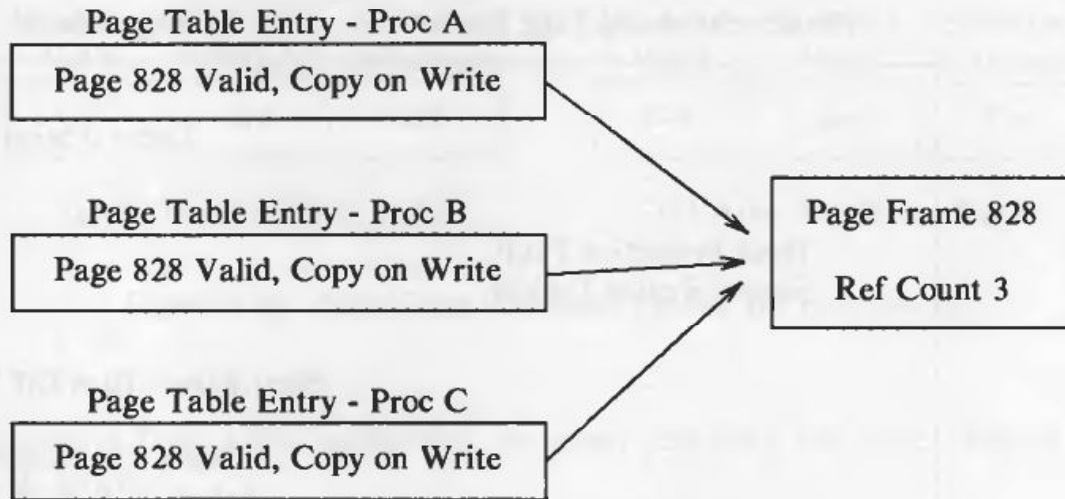 Page Table Entry - Proc A
Page 828 Valid, Copy on Write
Page Table Entry - Proc B
Page 828 Valid, Copy on Write
Page Table Entry - Proc C
Page 828 Valid, Copy on Write
Page Frame 828
Ref Count 3